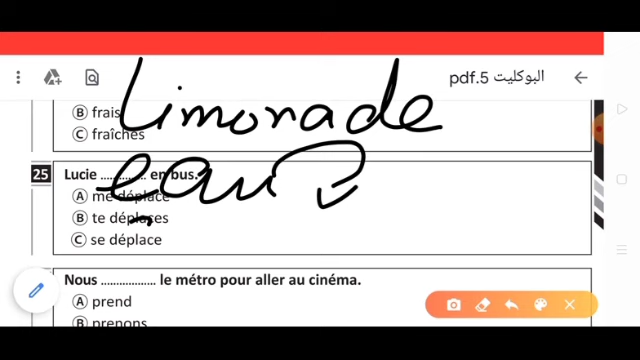 البوكليت 5.pdf
Limonade
B frais
C fraîches
eau
25 Lucie .............. en bus.
A me déplace
B te déplaces
C se déplace
Nous .................. le métro pour aller au cinéma.
A prend
B prenons